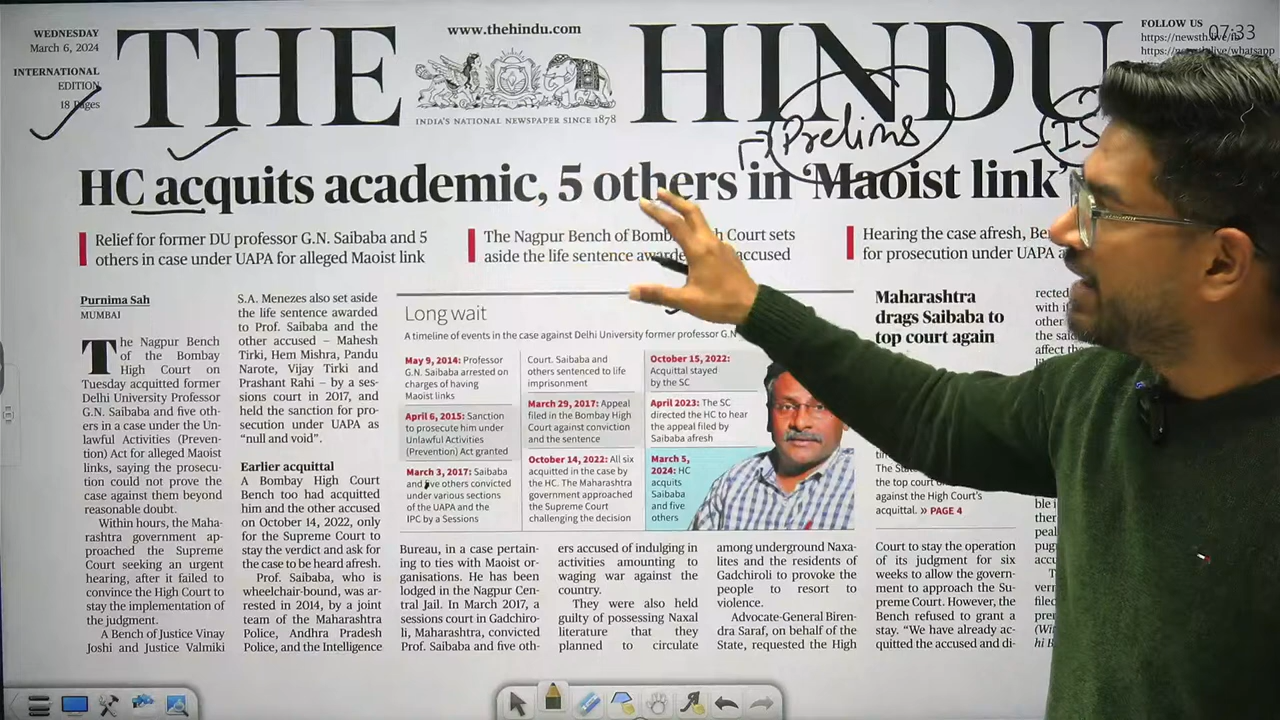 WEDNESDAY
March 6, 2024
INTERNATIONAL
EDITION
18 Pages
THE HINDU
www.thehindu.com
INDIA'S NATIONAL NEWSPAPER SINCE 1878
FOLLOW US
07:33
Prelims
IS
HC acquits academic, 5 others in 'Maoist link'
Relief for former DU professor G.N. Saibaba and 5
others in case under UAPA for alleged Maoist link
The Nagpur Bench of Court sets
aside the life sentence accused
Hearing the case afresh,
for prosecution under UPA
Purnima Sah
MUMBAI
The Nagpur Bench
of the Bombay
High Court on
Tuesday acquitted former
Delhi University Professor
G.N. Saibaba and five oth-
ers in a case under the Un-
lawful Activities (Preven-
tion Act for alleged Maoist
links, saying the prosecu-
tion could not prove the
case against them beyond
reasonable doubt.
Within hours, the Maha-
rashtra government ap-
proached the Supreme
Court seeking an urgent
hearing, after it failed to
convince the High Court to
stay the implementation of
the judgment.
A Bench of Justice Vinay
Joshi and Justice Valmiki
S.A. Menezes also set aside
the life sentence awarded
to Prof. Saibaba and the
other accused — Mahesh
Tirki, Hem Mishra, Pandu
Narote, Vijay Tirki and
Prashant Rahi — by a ses-
sions court in 2017, and
held the sanction for pro-
secution under UAPA as
"null and void".
Earlier acquittal
A Bombay High Court
Bench too had acquitted
him and the other accused
on October 14, 2022, only
for the Supreme Court to
stay the verdict and ask for
the case to be heard afresh.
Prof. Saibaba, who is
wheelchair-bound, was ar-
rested in 2014, by a joint
team of the Maharashtra
Police, Andhra Pradesh
Police, and the Intelligence
Long wait
A timeline of events in the case against Delhi University former professor G.N
May 9, 2014: Professor
G.N. Saibaba arrested on
charges of having
Maoist links
April 6, 2015: Sanction
to prosecute him under
Unlawful Activities
(Prevention) Act granted
March 3, 2017: Saibaba
and five others convicted
under various sections
of the UAPA and the
IPC by a Sessions
Court. Saibaba and
others sentenced to life
imprisonment
March 29, 2017: Appeal
filed in the Bombay High
Court against conviction
and the sentence
October 14, 2022: All six
acquitted in the case by
the HC. The Maharashtra
government approached
the Supreme Court
challenging the decision
October 15, 2022:
Acquittal stayed
by the SC
April 2023: The SC
directed the HC to hear
the appeal filed by
Saibaba afresh
March 5,
2024: HC
acquits
Saibaba
and five
others
Bureau, in a case pertain-
ing to ties with Maoist or-
ganisations. He has been
lodged in the Nagpur Cen-
tral Jail. In March 2017, a
sessions court in Gadchiro-
li, Maharashtra, convicted
Prof. Saibaba and five oth-
ers accused of indulging in
activities amounting to
waging war against the
country.
They were also held
guilty of possessing Naxal
literature that they
planned to circulate
among underground Naxa-
lites and the residents of
Gadchiroli to provoke the
people to resort to
violence.
Advocate-General Biren-
dra Saraf, on behalf of the
State, requested the High
Maharashtra
drags Saibaba to
top court again
the top court
against the High Court's
acquittal. » PAGE 4
Court to stay the operation
of its judgment for six
weeks to allow the govern-
ment to approach the Su-
preme Court. However, the
Bench refused to grant a
stay. "We have already ac-
quitted the accused and di-